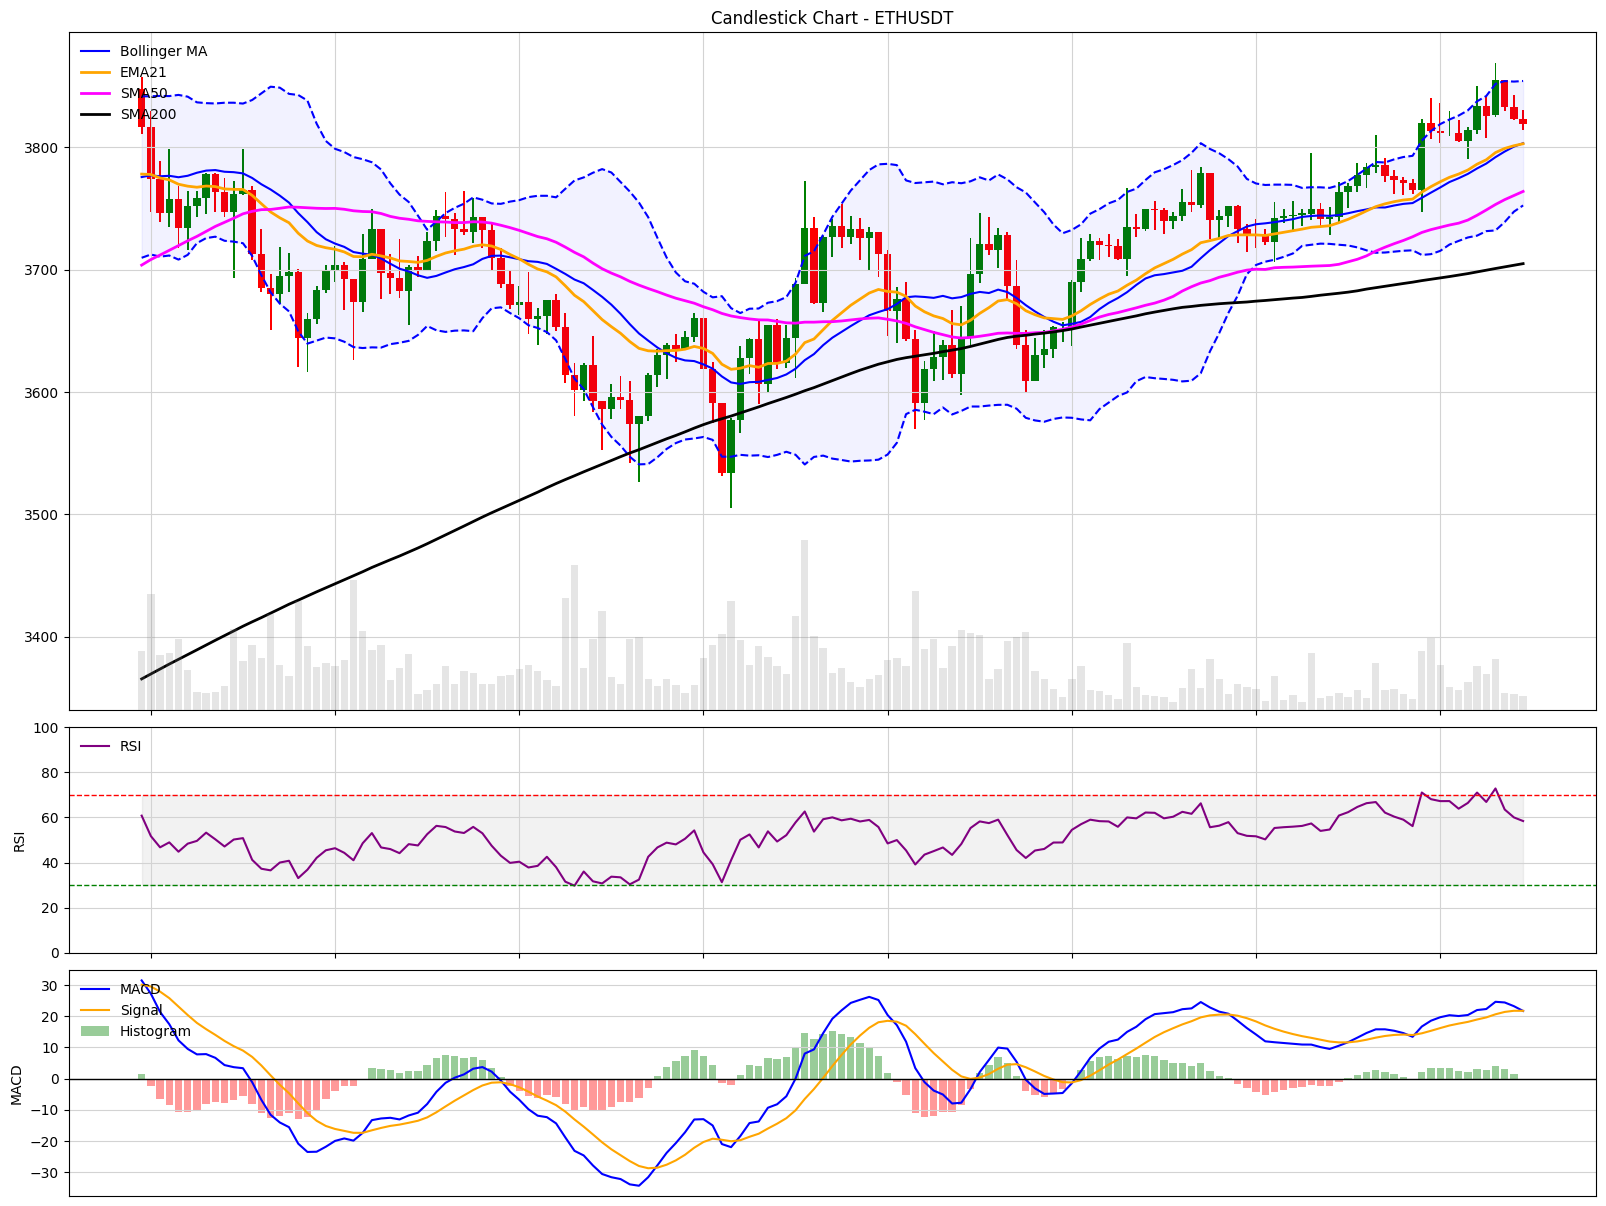 Candlestick Chart - ETHUSDT
Bollinger MA
EMA21
SMA50
SMA200
3800
3700
3600
3500
3400
RSI
100
80
60
40
20
0
RSI
MACD
Signal
Histogram
30
20
10
0
−10
−20
−30
MACD